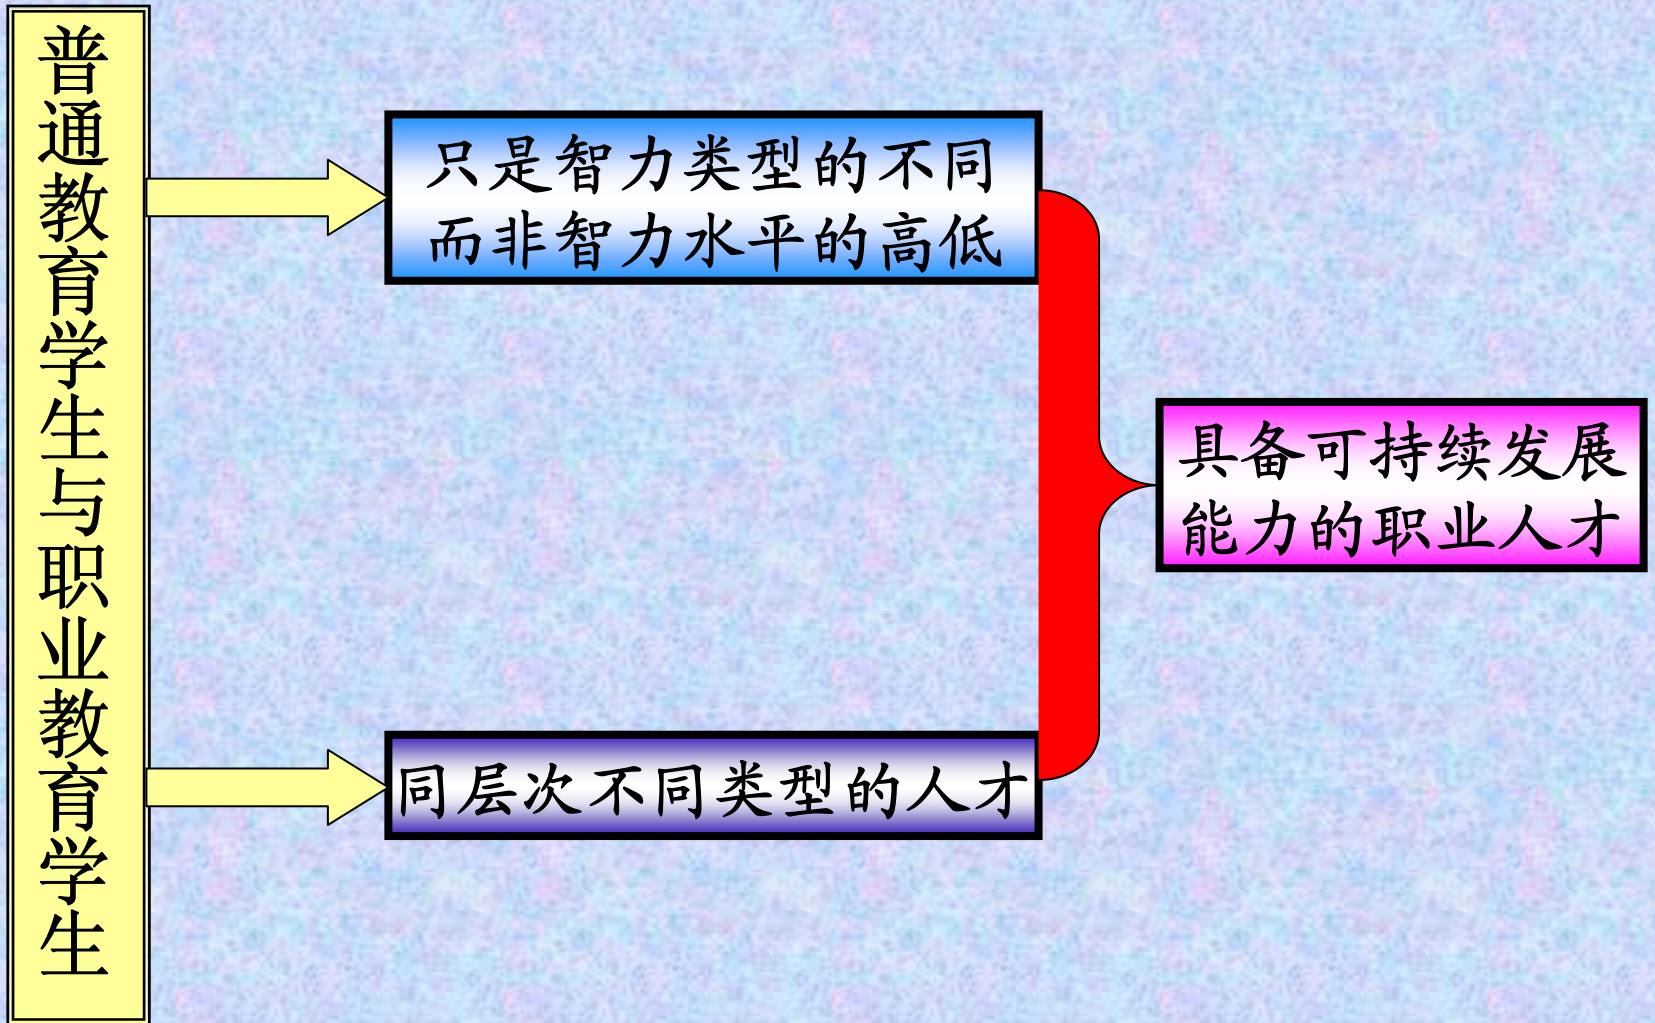 普通教育学生与职业教育学生
只是智力类型的不同
而非智力水平的高低
同层次不同类型的人才
具备可持续发展
能力的职业人才